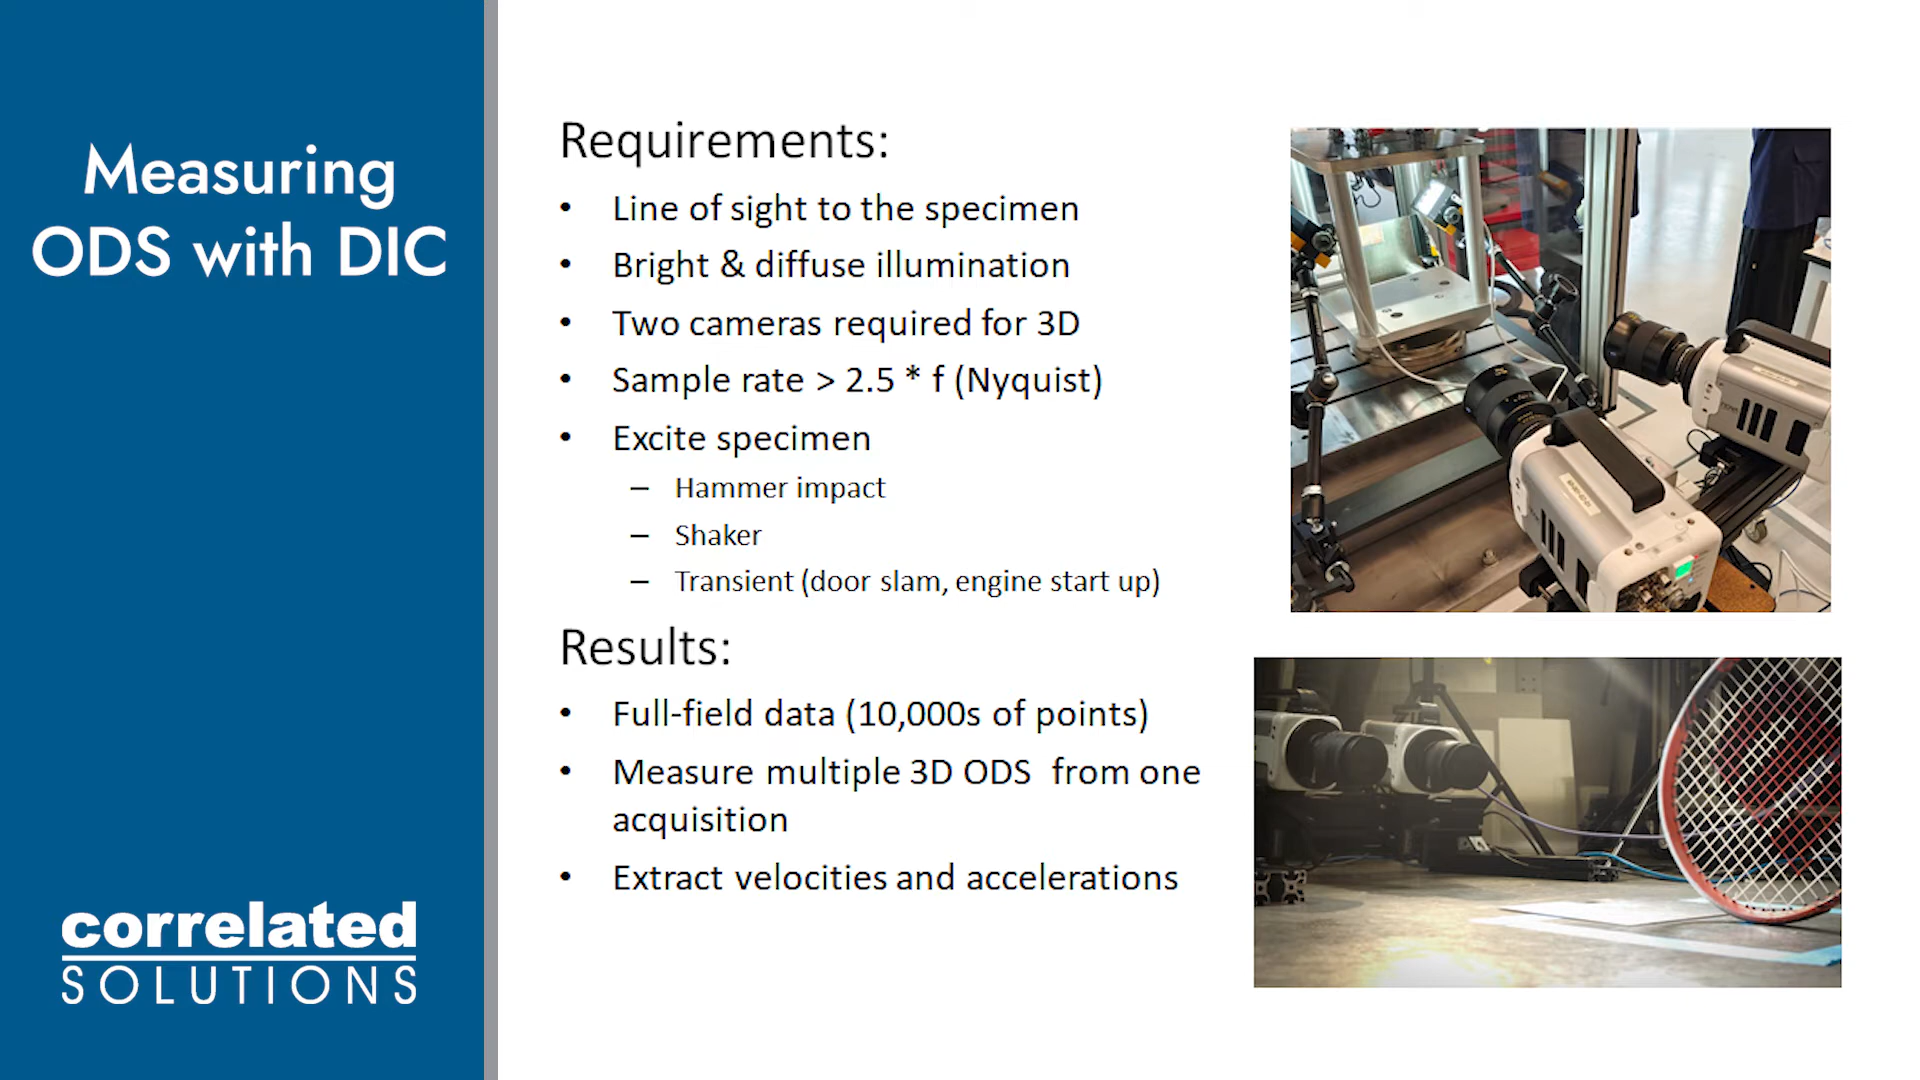 Measuring
ODS with DIC
correlated
SOLUTIONS
Requirements:
• Line of sight to the specimen
• Bright & diffuse illumination
• Two cameras required for 3D
• Sample rate > 2.5 * f (Nyquist)
• Excite specimen
– Hammer impact
– Shaker
– Transient (door slam, engine start up)
Results:
• Full-field data (10,000s of points)
• Measure multiple 3D ODS from one
acquisition
• Extract velocities and accelerations